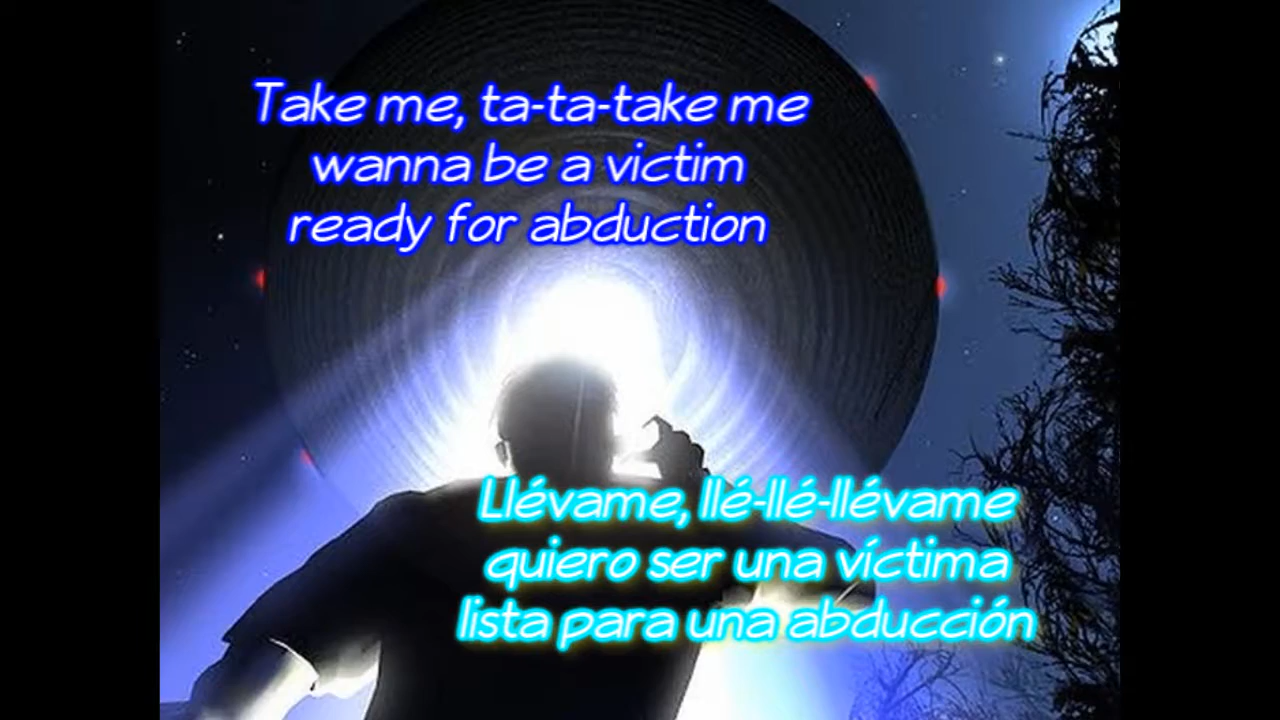 Take me, ta-ta-take me
wanna be a victim
ready for abduction
Llévame, llé-llé-llévame
quiero ser una víctima
lista para una abducción